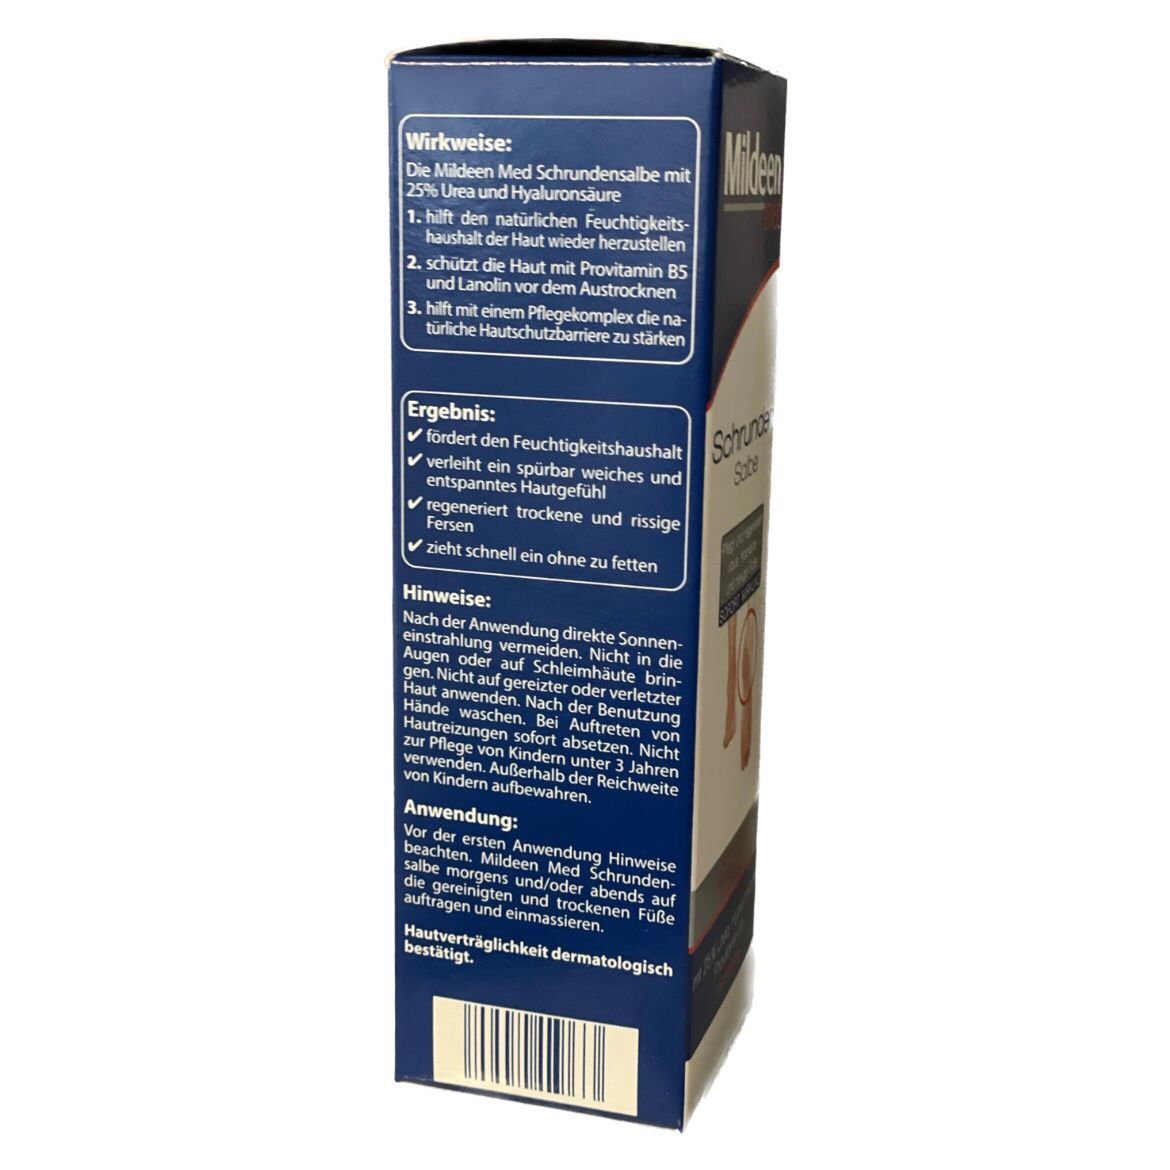 Wirkweise:
Die Mildeen Med Schrundensalbe mit
25% Urea und Hyaluronsäure
1. hilft den natürlichen Feuchtigkeits-
haushalt der Haut wieder herzustellen
2. schützt die Haut mit Provitamin B5
und Lanolin vor dem Austrocknen
3. hilft mit einem Pflegekomplex die na-
türliche Hautschutzbarriere zu stärken
Ergebnis:
✔ fördert den Feuchtigkeitshaushalt
✔ verleiht ein spürbar weiches und
entspanntes Hautgefühl
✔ regeneriert trockene und rissige
Fersen
✔ zieht schnell ein ohne zu fetten
Hinweise:
Nach der Anwendung direkte Sonnen-
einstrahlung vermeiden. Nicht in die
Augen oder auf Schleimhäute brin-
gen. Nicht auf gereizter oder verletzter
Haut anwenden. Nach der Benutzung
Hände waschen. Bei Auftreten von
Hautreizungen sofort absetzen. Nicht
zur Pflege von Kindern unter 3 Jahren
verwenden. Außerhalb der Reichweite
von Kindern aufbewahren.
Anwendung:
Vor der ersten Anwendung Hinweise
beachten. Mildeen Med Schrunden-
salbe morgens und/oder abends auf
die gereinigten und trockenen Füße
auftragen und einmassieren.
Hautverträglichkeit dermatologisch
bestätigt.
Mildeen
med
Schrunden
Salbe
SOFORT